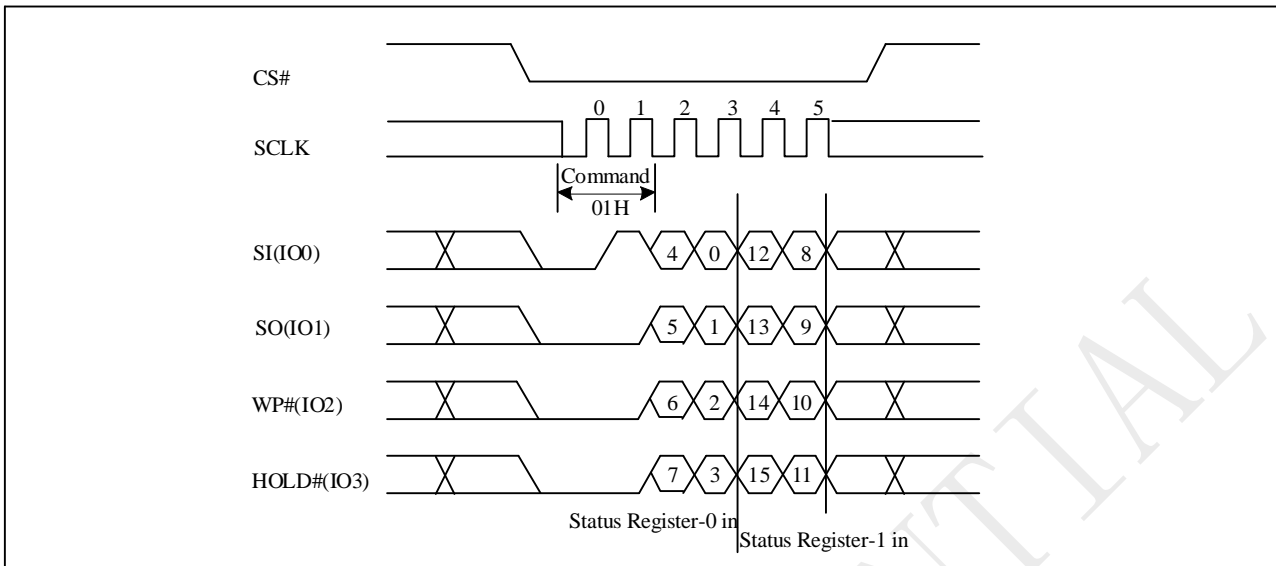 CS#
0 1 2 3 4 5
SCLK
Command
01H
SI(IO0) 4 0 12 8
SO(IO1) 5 1 13 9
WP#(IO2) 6 2 14 10
HOLD#(IO3) 7 3 15 11
Status Register-0 in
Status Register-1 in
NTIAL